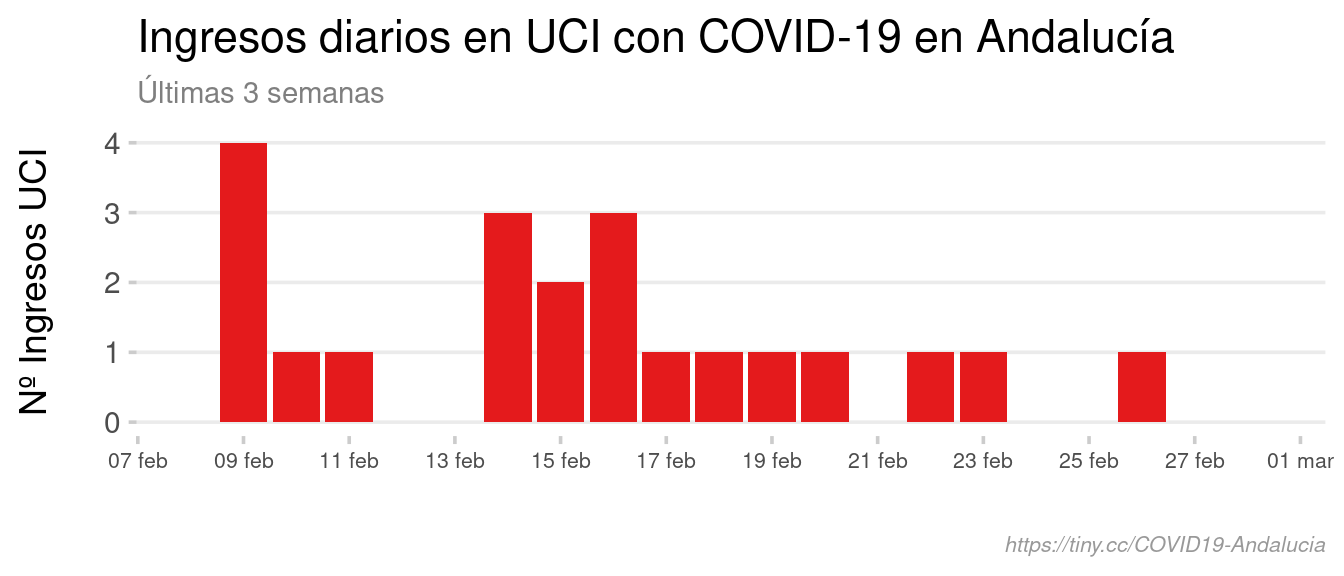 Ingresos diarios en UCI con COVID-19 en Andalucía
Últimas 3 semanas
Nº Ingresos UCI
4
3
2
1
0
07 feb 09 feb 11 feb 13 feb 15 feb 17 feb 19 feb 21 feb 23 feb 25 feb 27 feb 01 mar
https://tiny.cc/COVID19-Andalucia